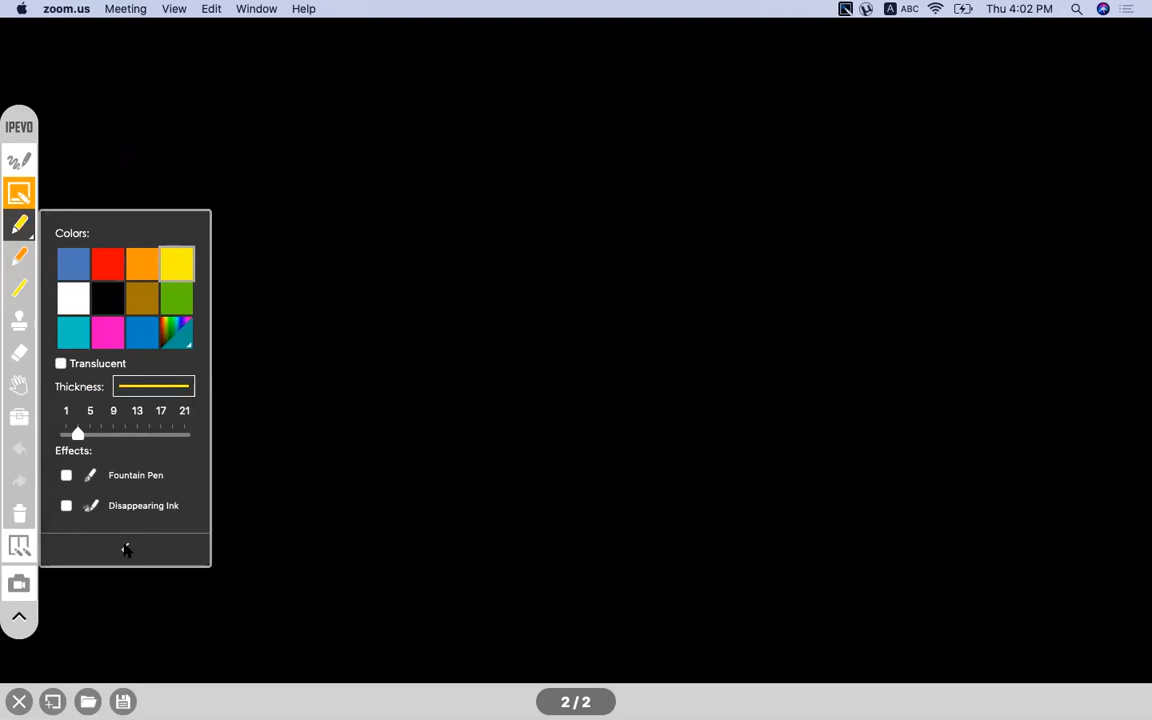 zoom.us Meeting View Edit Window Help A ABC Thu 4:02 PM
IPEVO
Colors:
Translucent
Thickness:
1 5 9 13 17 21
Effects:
Fountain Pen
Disappearing Ink
2 / 2